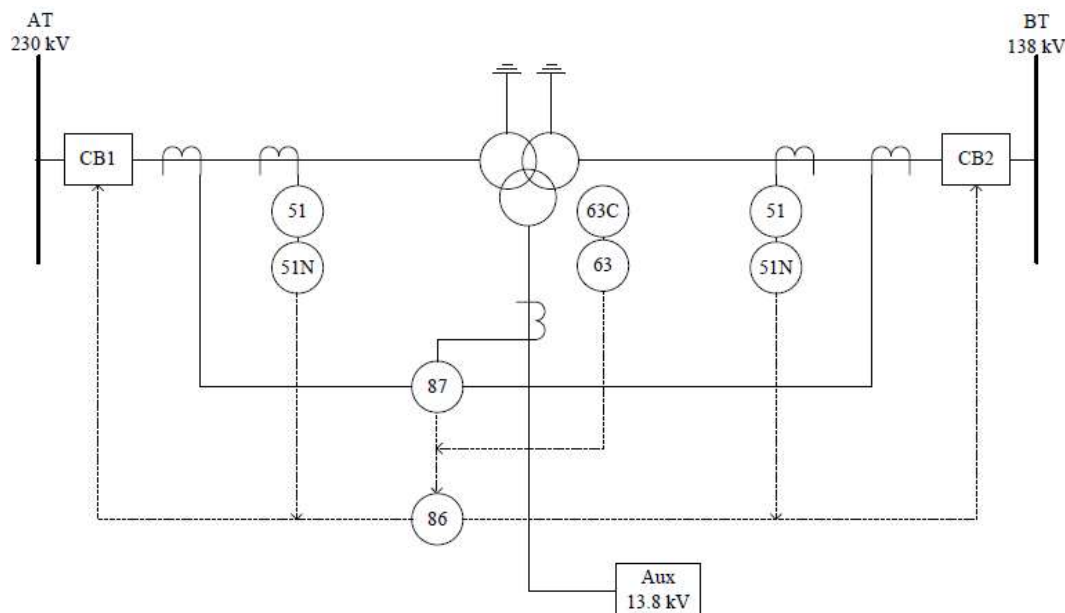 AT
230 kV
BT
138 kV
CB1
CB2
51
63C
51
51N
63
51N
87
86
Aux
13.8 kV